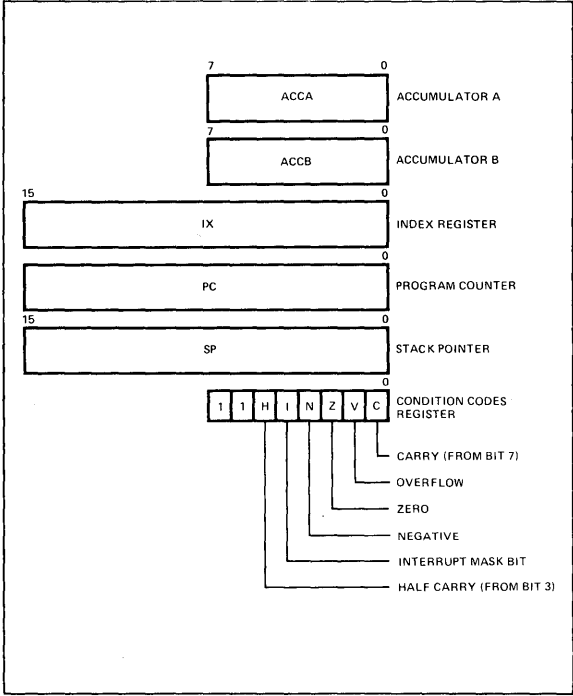 7 0
ACCA ACCUMULATOR A
7 0
ACCB ACCUMULATOR B
15 0
IX INDEX REGISTER
0
PC PROGRAM COUNTER
15 0
SP STACK POINTER
0
1 1 H I N Z V C CONDITION CODES
REGISTER
CARRY (FROM BIT 7)
OVERFLOW
ZERO
NEGATIVE
INTERRUPT MASK BIT
HALF CARRY (FROM BIT 3)